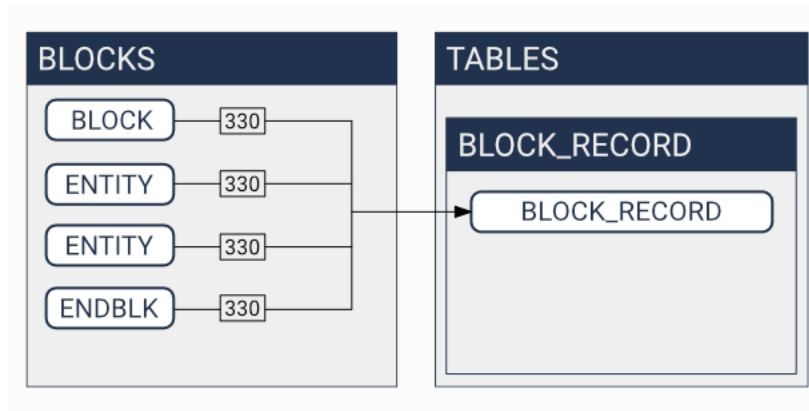 BLOCKS
BLOCK
330
ENTITY
330
ENTITY
330
ENDBLK
330
TABLES
BLOCK_RECORD
BLOCK_RECORD